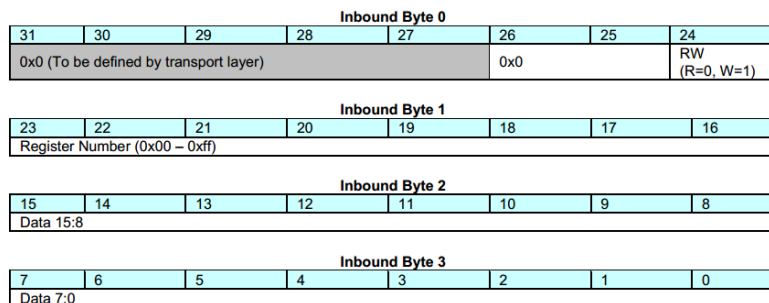 Inbound Byte 0
31 30 29 28 27 26 25 24
0x0 (To be defined by transport layer) 0x0 RW
(R=0, W=1)
Inbound Byte 1
23 22 21 20 19 18 17 16
Register Number (0x00 – 0xff)
Inbound Byte 2
15 14 13 12 11 10 9 8
Data 15:8
Inbound Byte 3
7 6 5 4 3 2 1 0
Data 7:0